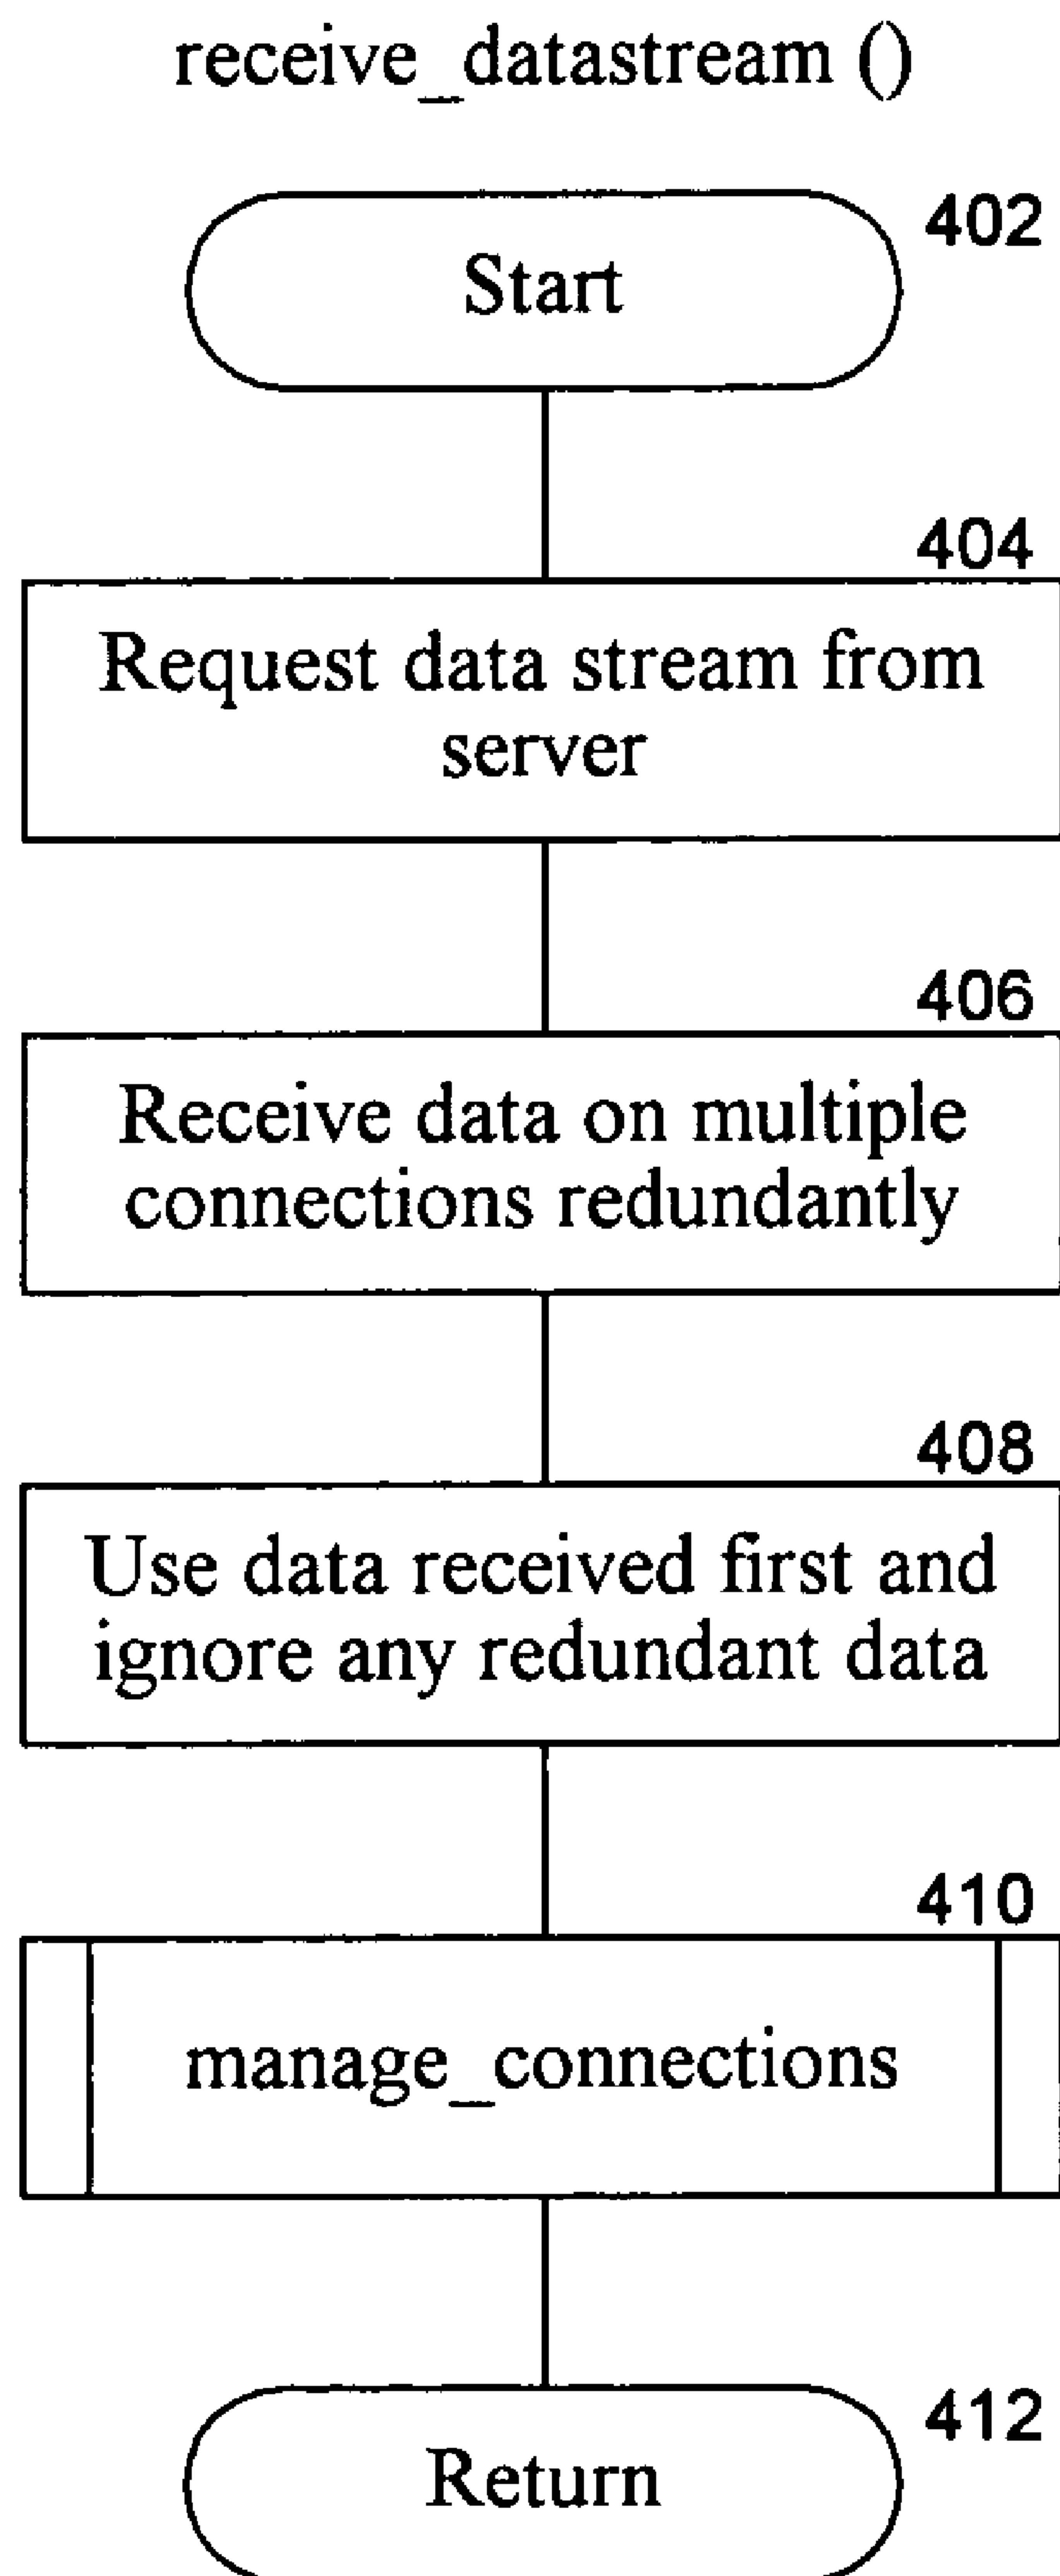 receive_datastream ()
402
Start
404
Request data stream from
server
406
Receive data on multiple
connections redundantly
408
Use data received first and
ignore any redundant data
410
manage_connections
412
Return